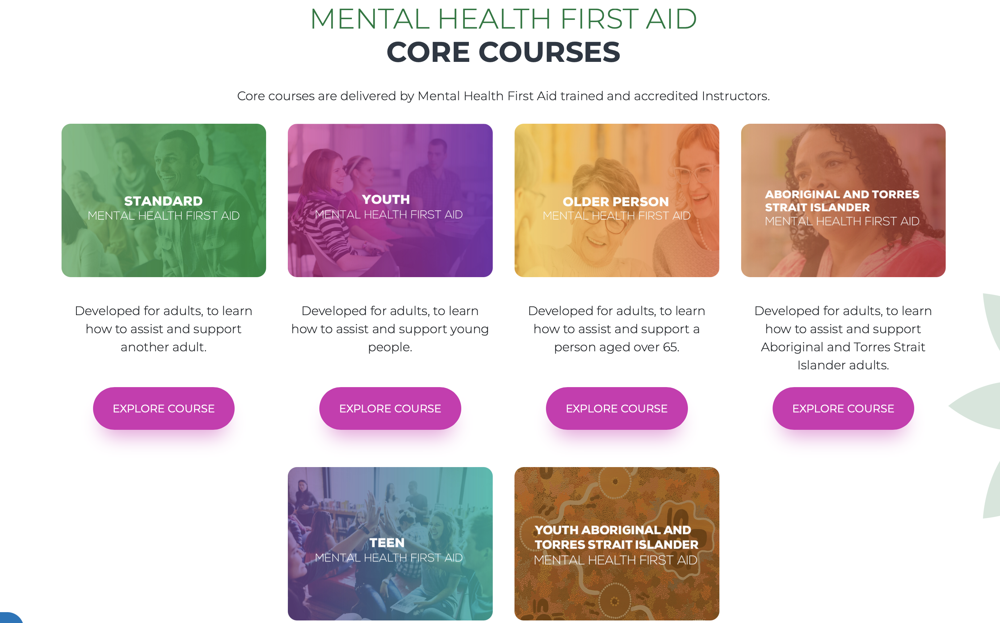 MENTAL HEALTH FIRST AID
CORE COURSES
Core courses are delivered by Mental Health First Aid trained and accredited Instructors.
STANDARD
MENTAL HEALTH FIRST AID
YOUTH
MENTAL HEALTH FIRST AID
OLDER PERSON
MENTAL HEALTH FIRST AID
ABORIGINAL AND TORRES
STRAIT ISLANDER
MENTAL HEALTH FIRST AID
Developed for adults, to learn
how to assist and support
another adult.
Developed for adults, to learn
how to assist and support young
people.
Developed for adults, to learn
how to assist and support a
person aged over 65.
Developed for adults, to learn
how to assist and support
Aboriginal and Torres Strait
Islander adults.
EXPLORE COURSE
EXPLORE COURSE
EXPLORE COURSE
EXPLORE COURSE
TEEN
MENTAL HEALTH FIRST AID
YOUTH ABORIGINAL AND
TORRES STRAIT ISLANDER
MENTAL HEALTH FIRST AID